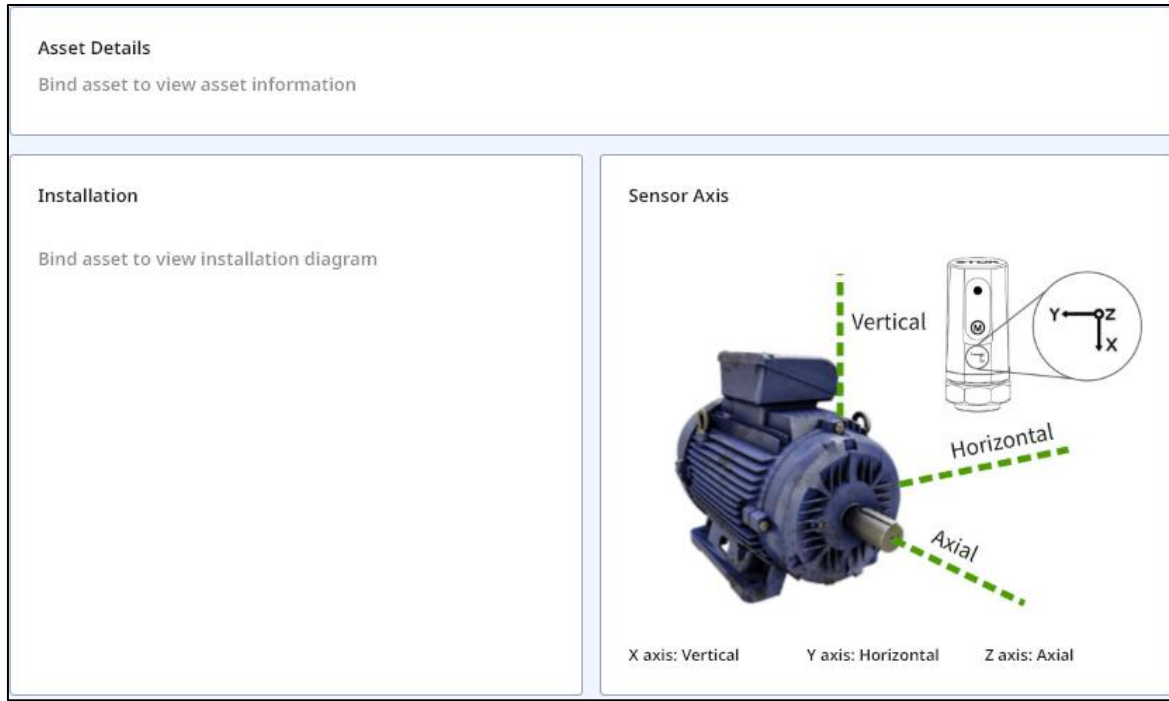 Asset Details
Bind asset to view asset information
Installation
Bind asset to view installation diagram
Sensor Axis
Vertical
M
Y Z
X
Horizontal
Axial
X axis: Vertical Y axis: Horizontal Z axis: Axial